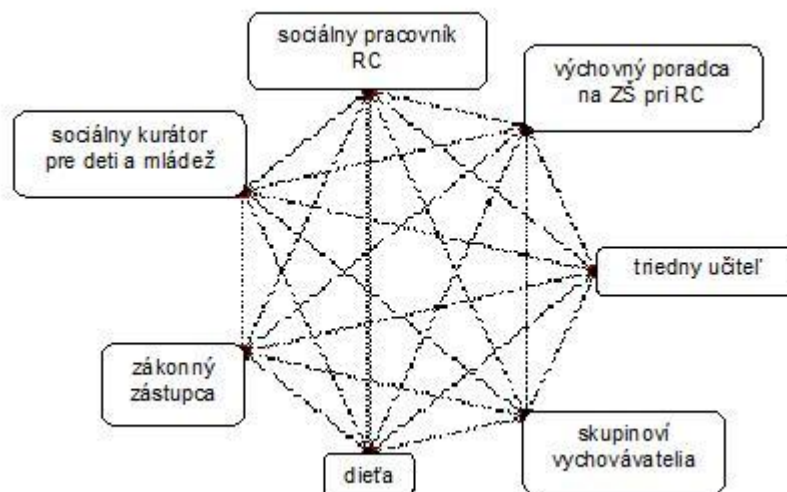 sociálny pracovník
RC
výchovný poradca
na ZŠ pri RC
sociálny kurátor
pre deti a mládež
triedny učiteľ
zákonný
zástupca
skupinoví
vychovávatelia
dieťa